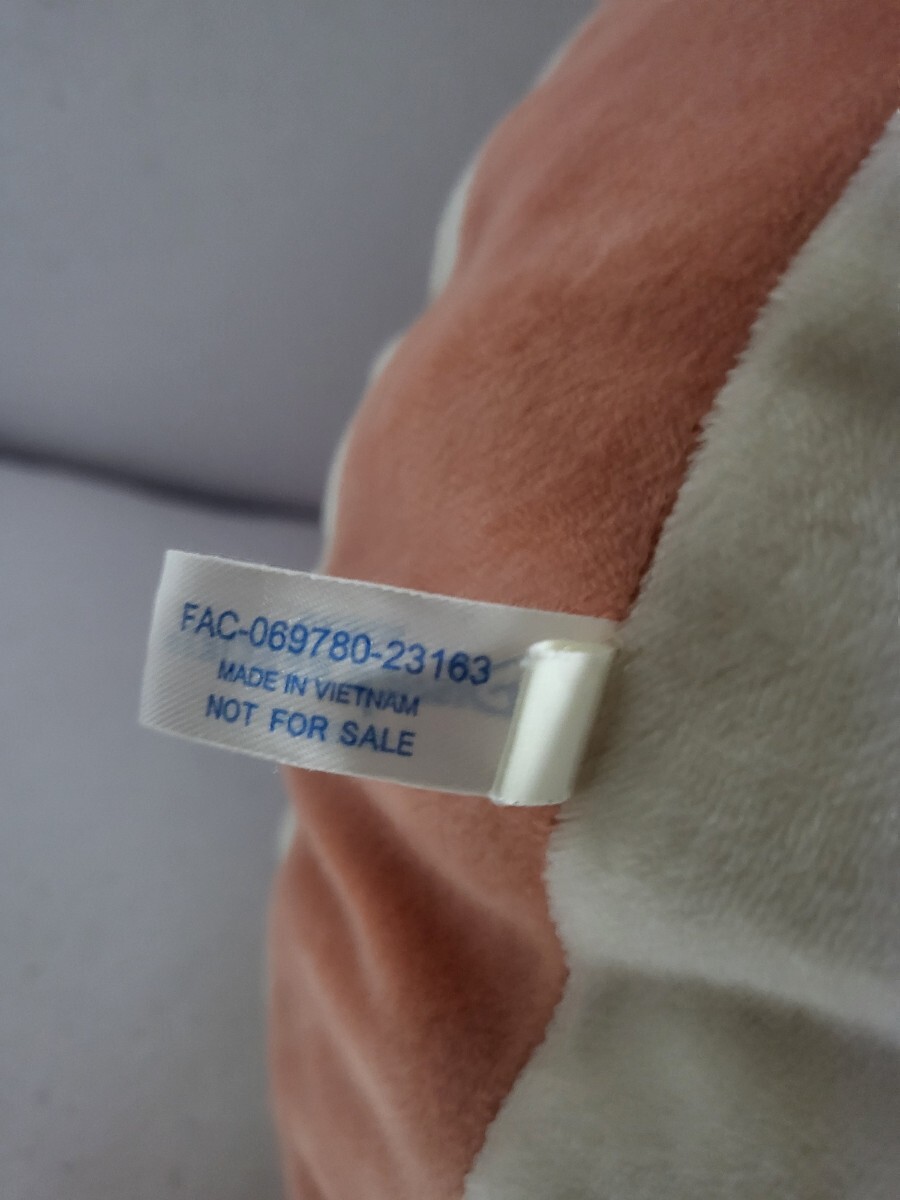 FAC-069780-23163
MADE IN VIETNAM
NOT FOR SALE